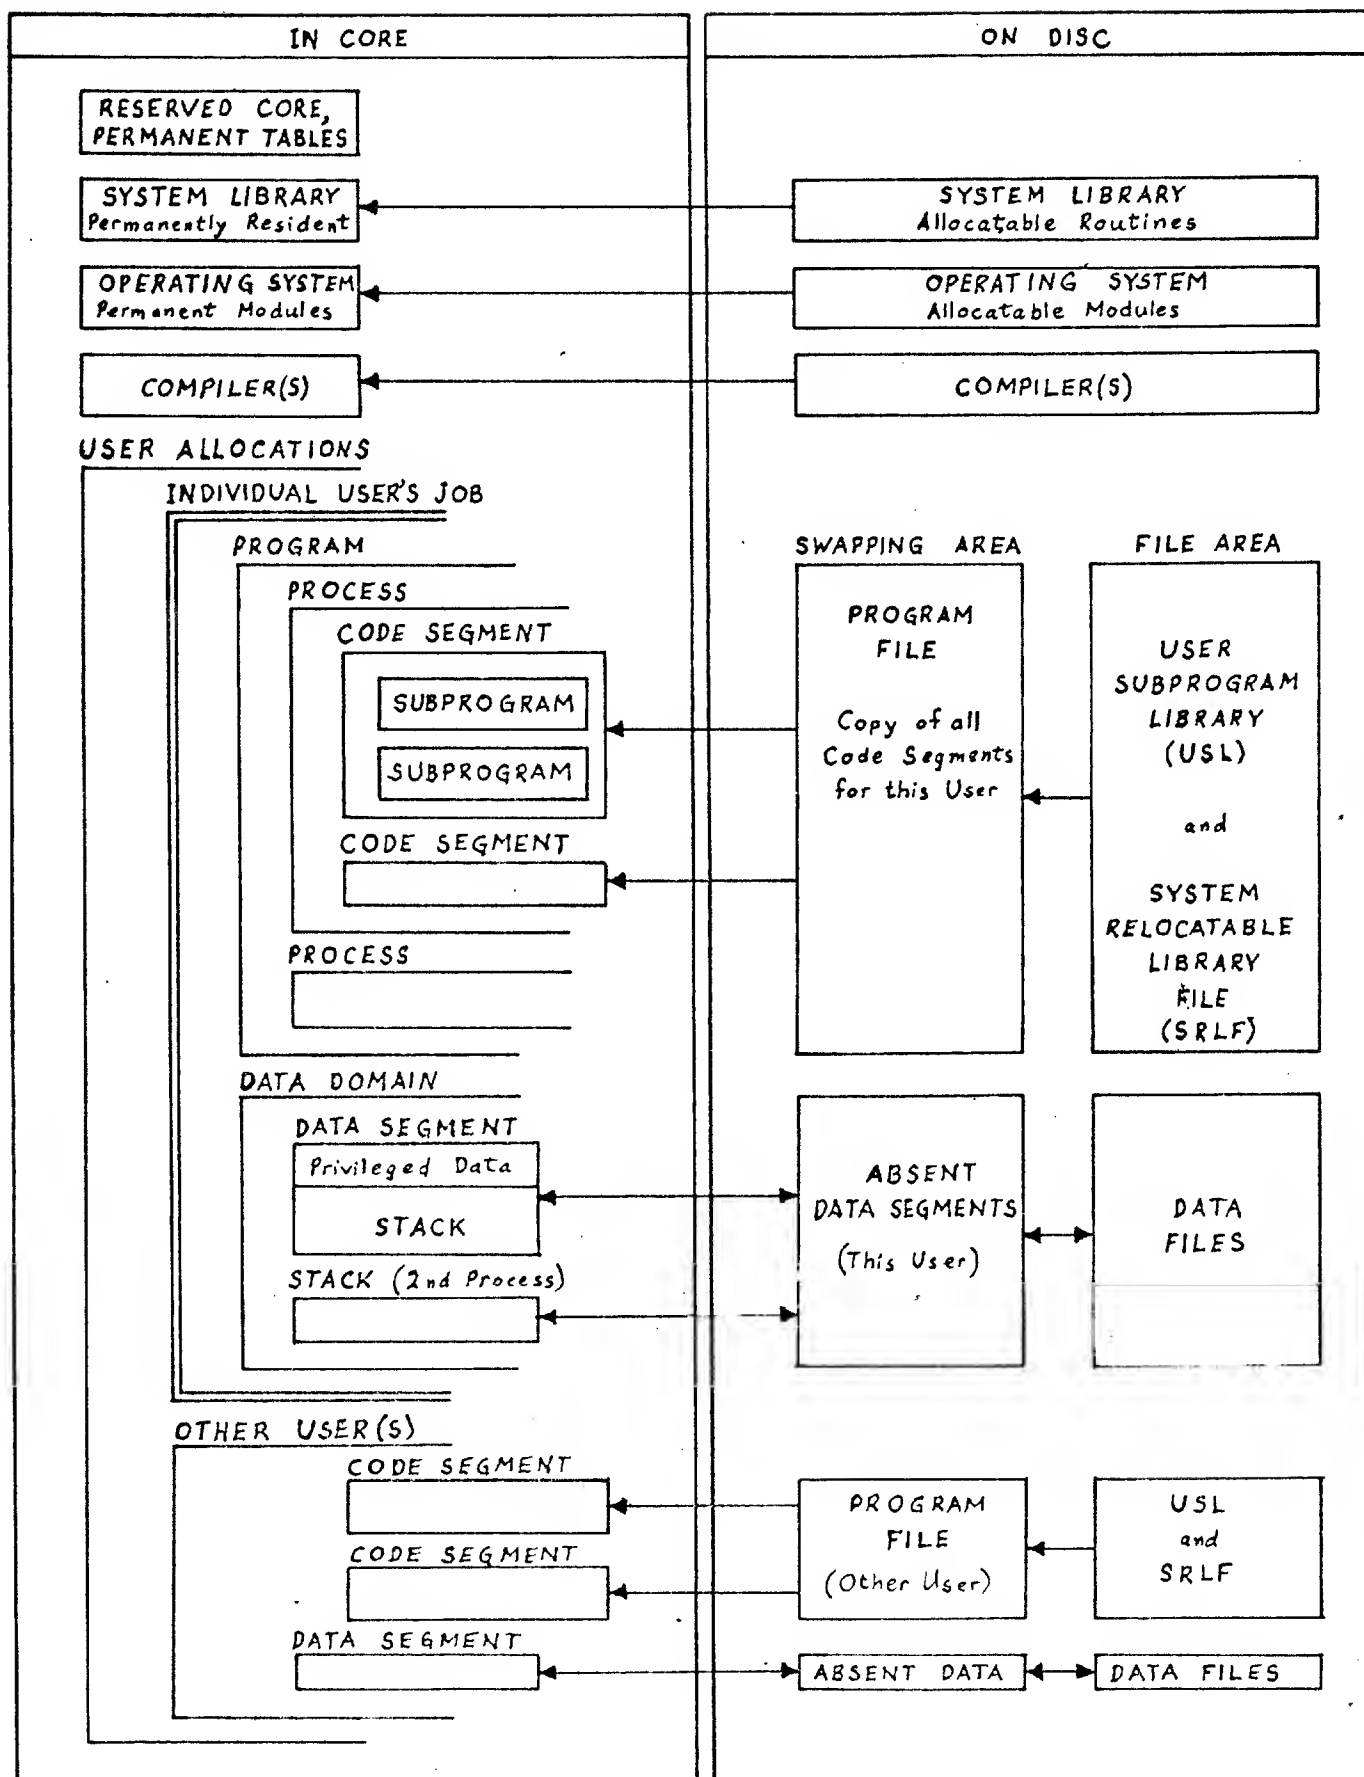 IN CORE
ON DISC
RESERVED CORE,
PERMANENT TABLES
SYSTEM LIBRARY
Permanently Resident
SYSTEM LIBRARY
Allocatable Routines
OPERATING SYSTEM
Permanent Modules
OPERATING SYSTEM
Allocatable Modules
COMPILER(S)
COMPILER(S)
USER ALLOCATIONS
INDIVIDUAL USER'S JOB
PROGRAM
PROCESS
CODE SEGMENT
SUBPROGRAM
SUBPROGRAM
CODE SEGMENT
PROCESS
SWAPPING AREA
PROGRAM
FILE
Copy of all
Code Segments
for this User
FILE AREA
USER
SUBPROGRAM
LIBRARY
(USL)
and
SYSTEM
RELOCATABLE
LIBRARY
FILE
(SRLF)
DATA DOMAIN
DATA SEGMENT
Privileged Data
STACK
STACK (2nd Process)
ABSENT
DATA SEGMENTS
(This User)
DATA
FILES
OTHER USER(S)
CODE SEGMENT
CODE SEGMENT
DATA SEGMENT
PROGRAM
FILE
(Other User)
USL
and
SRLF
ABSENT DATA
DATA FILES